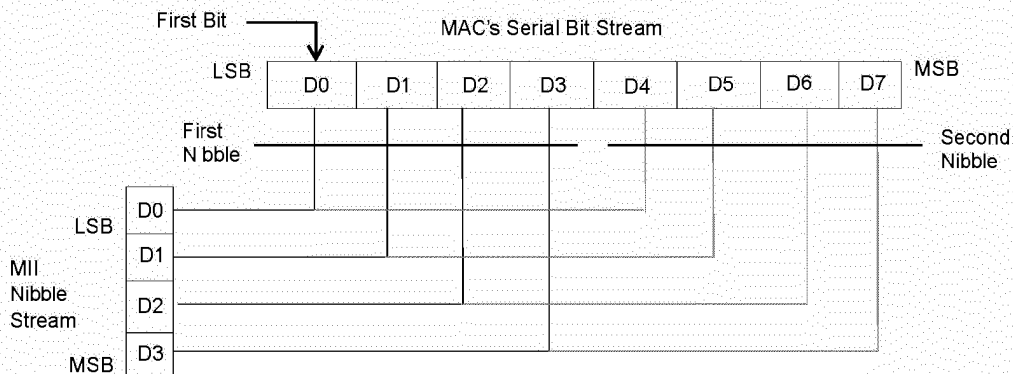 First Bit
MAC's Serial Bit Stream
LSB
D0 D1 D2 D3 D4 D5 D6 D7
MSB
First
N bble
Second
Nibble
D0
LSB
D1
MII
Nibble
Stream
D2
D3
MSB